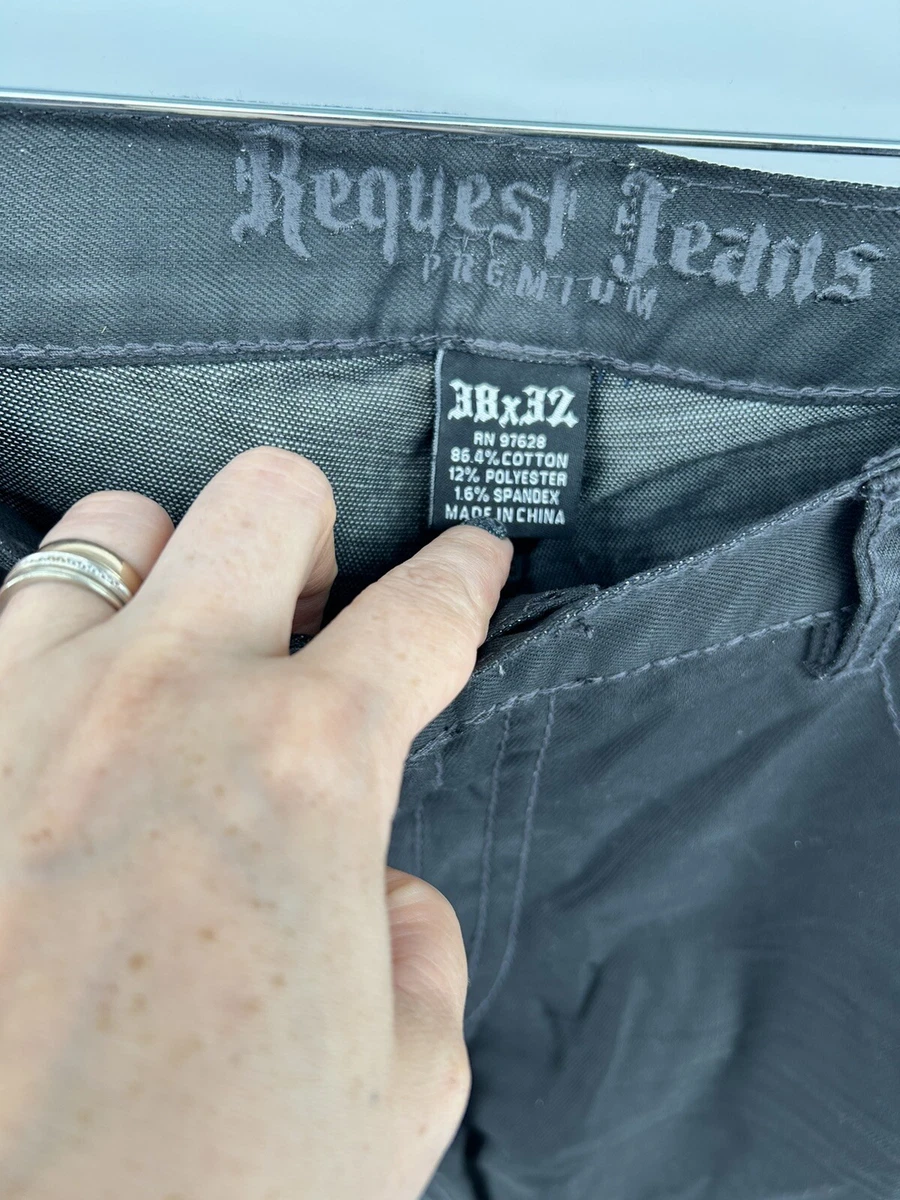 Request Jeans
PREMIUM
38x32
RN 97628
86.4% COTTON
12% POLYESTER
1.6% SPANDEX
MADE IN CHINA